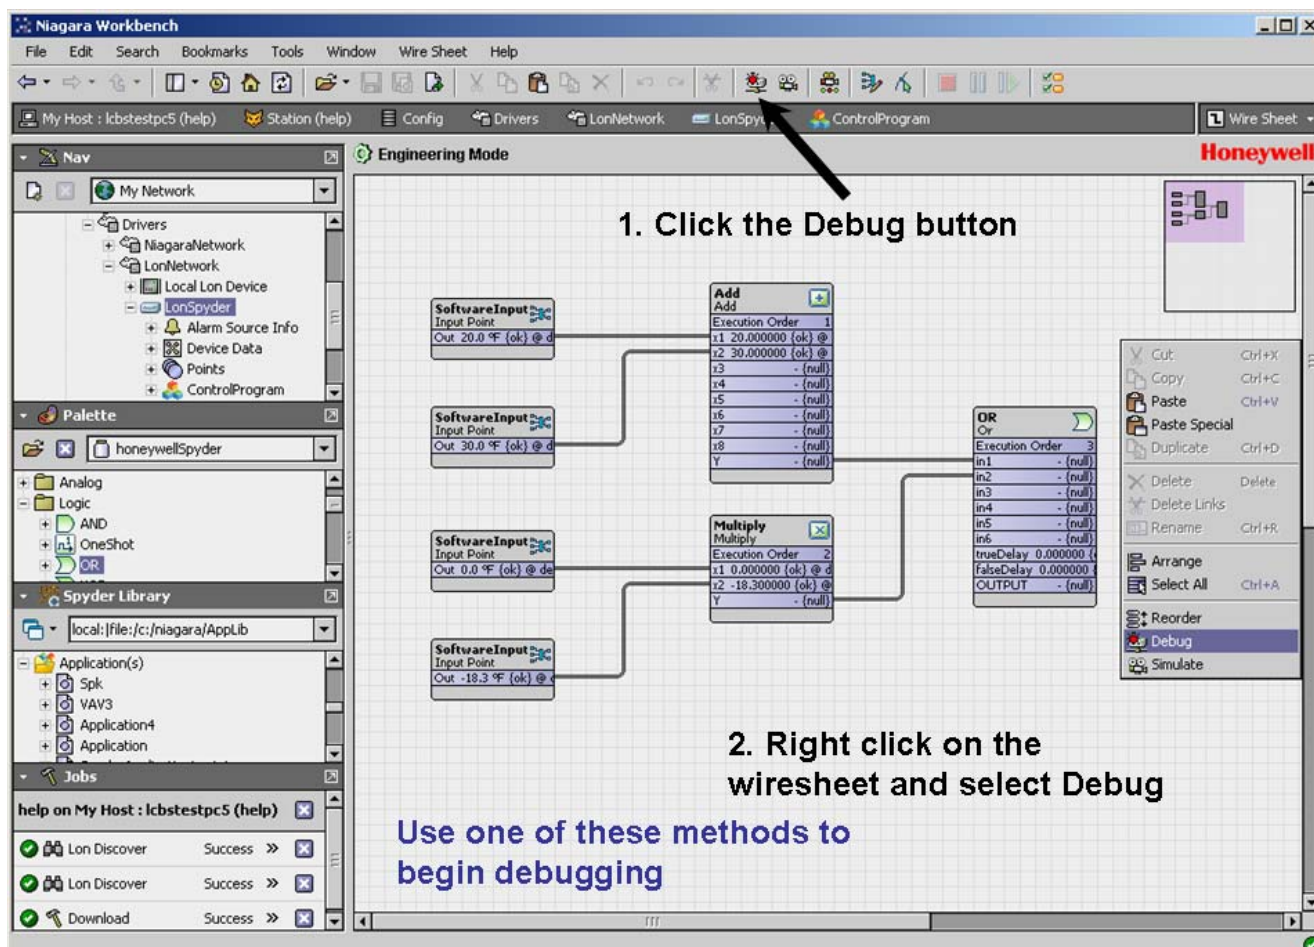 Niagara Workbench
File Edit Search Bookmarks Tools Window Wire Sheet Help
My Host : lcbstestpc5 (help) Station (help) Config Drivers LonNetwork LonSpy ControlProgram Wire Sheet
Nav
My Network
Drivers
NiagaraNetwork
LonNetwork
Local Lon Device
LonSpyder
Alarm Source Info
Device Data
Points
ControlProgram
Palette
honeywellSpyder
Analog
Logic
AND
OneShot
OR
Spyder Library
local:|file:/c:/niagara/AppLib
Application(s)
Spk
VAV3
Application4
Application
Jobs
help on My Host : lcbstestpc5 (help)
Lon Discover Success »
Lon Discover Success »
Download Success »
Engineering Mode
Honeywell
1. Click the Debug button
SoftwareInput
Input Point
Out 20.0 °F {ok} @ d
SoftwareInput
Input Point
Out 30.0 °F {ok} @ d
SoftwareInput
Input Point
Out 0.0 °F {ok} @ de
SoftwareInput
Input Point
Out -18.3 °F {ok} @ d
Add
Add
Execution Order 1
x1 20.000000 {ok} @
x2 30.000000 {ok} @
x3 - {null}
x4 - {null}
x5 - {null}
x6 - {null}
x7 - {null}
x8 - {null}
Y - {null}
Multiply
Multiply
Execution Order 2
x1 0.000000 {ok} @ d
x2 -18.300000 {ok} @
Y - {null}
OR
Or
Execution Order 3
in1 - {null}
in2 - {null}
in3 - {null}
in4 - {null}
in5 - {null}
in6 - {null}
trueDelay 0.000000 {
falseDelay 0.000000 {
OUTPUT - {null}
Cut Ctrl+X
Copy Ctrl+C
Paste Ctrl+V
Paste Special
Duplicate Ctrl+D
Delete Delete
Delete Links
Rename Ctrl+R
Arrange
Select All Ctrl+A
Reorder
Debug
Simulate
2. Right click on the
wiresheet and select Debug
Use one of these methods to
begin debugging